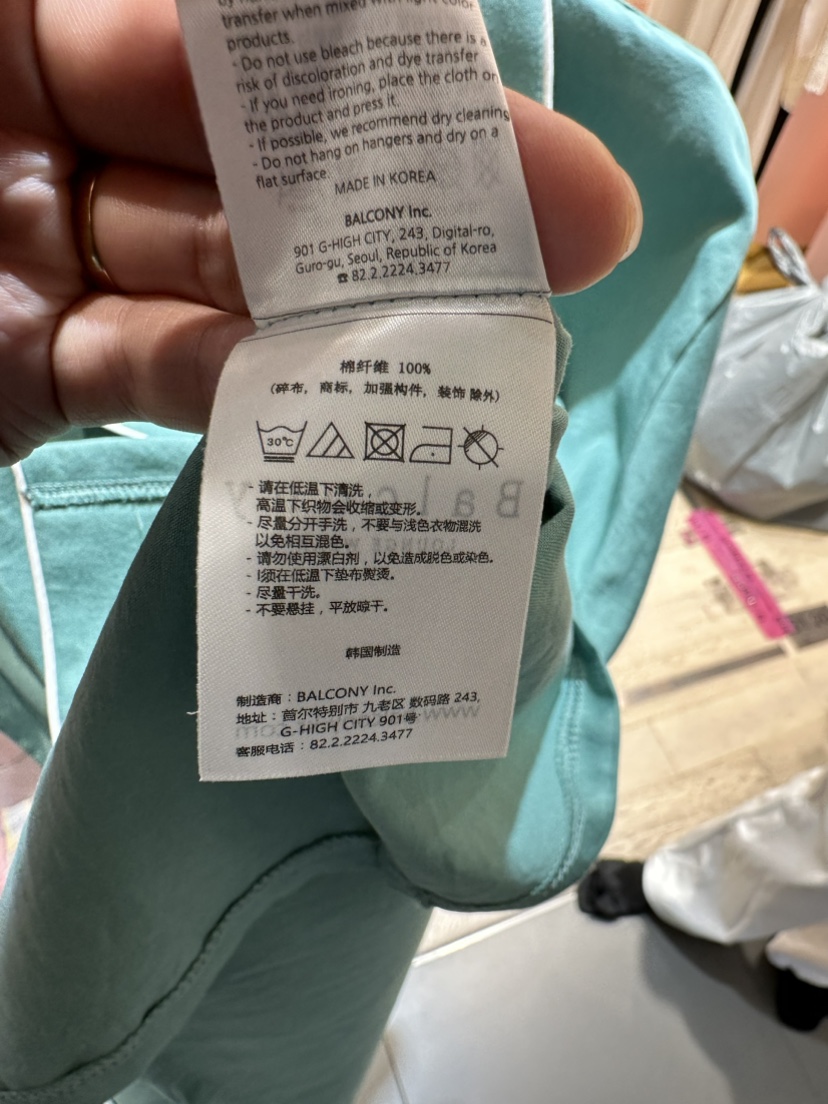 transfer when mixed with light color
products.
- Do not use bleach because there is a
risk of discoloration and dye transfer
- If you need ironing, place the cloth on
the product and press it.
- If possible, we recommend dry cleaning
- Do not hang on hangers and dry on a
flat surface.
MADE IN KOREA
BALCONY Inc.
901 G-HIGH CITY, 243, Digital-ro,
Guro-gu, Seoul, Republic of Korea
☎82.2.2224.3477
棉纤维 100%
(碎布, 商标, 加强构件, 装饰 除外)
30℃
- 请在低温下清洗，
高温下织物会收缩或变形。
- 尽量分开手洗，不要与浅色衣物混洗
以免相互混色。
- 请勿使用漂白剂，以免造成脱色或染色。
- 须在低温下垫布熨烫。
- 尽量干洗。
- 不要悬挂，平放晾干。
韩国制造
制造商：BALCONY Inc.
地址：首尔特别市 九老区 数码路 243,
G-HIGH CITY 901号
客服电话：82.2.2224.3477